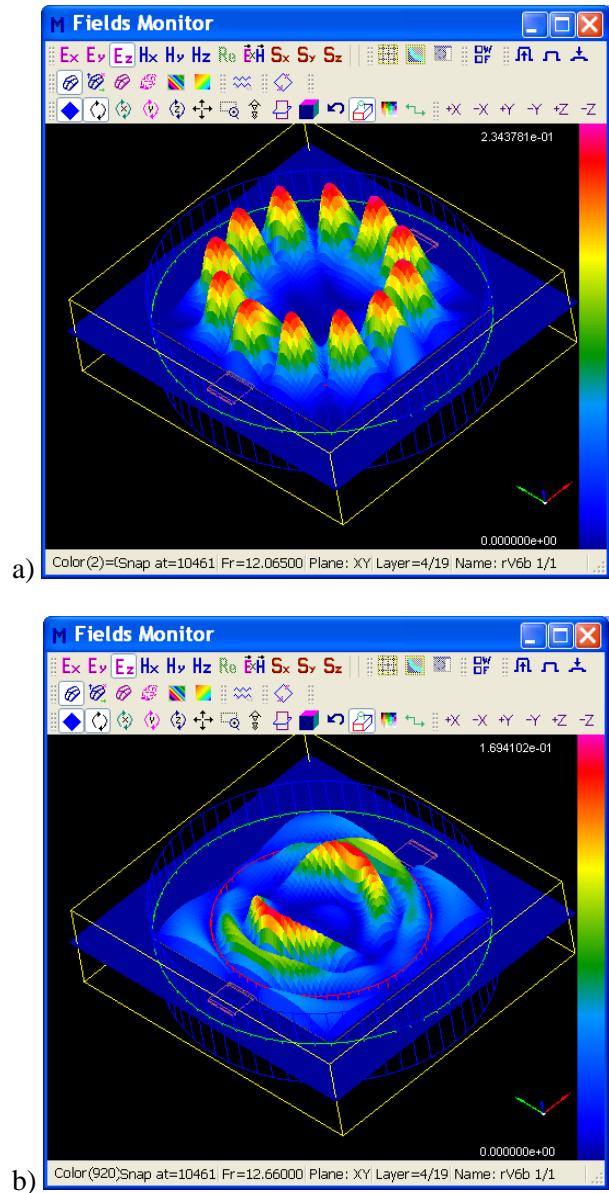 Fields Monitor
Ex Ey Ez Hx Hy Hz Re ExH Sx Sy Sz
X Y Z +X -X +Y -Y +Z -Z
2.343781e-01
0.000000e+00
a) Color(2)=( Snap at=10461 Fr=12.06500 Plane: XY Layer=4/19 Name: rV6b 1/1
Fields Monitor
Ex Ey Ez Hx Hy Hz Re ExH Sx Sy Sz
X Y Z +X -X +Y -Y +Z -Z
1.694102e-01
0.000000e+00
b) Color(920) Snap at=10461 Fr=12.66000 Plane: XY Layer=4/19 Name: rV6b 1/1